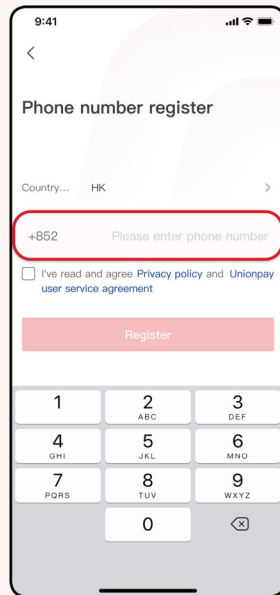 9:41
Phone number register
Country... HK
+852 Please enter phone number
I've read and agree Privacy policy and Unionpay
user service agreement
Register
1 2 3
ABC DEF
4 5 6
GHI JKL MNO
7 8 9
PQRS TUV WXYZ
0